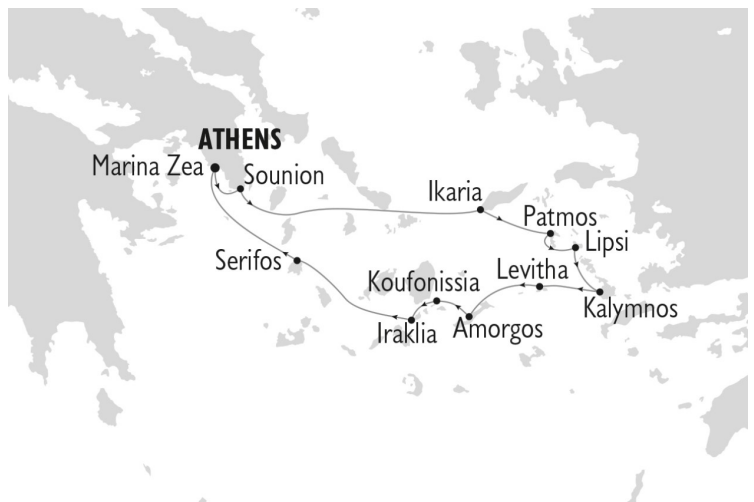 ATHENS
Marina Zea
Sounion
Ikaria
Patmos
Lipsi
Serifos
Koufonissia
Levitha
Kalymnos
Iraklia
Amorgos